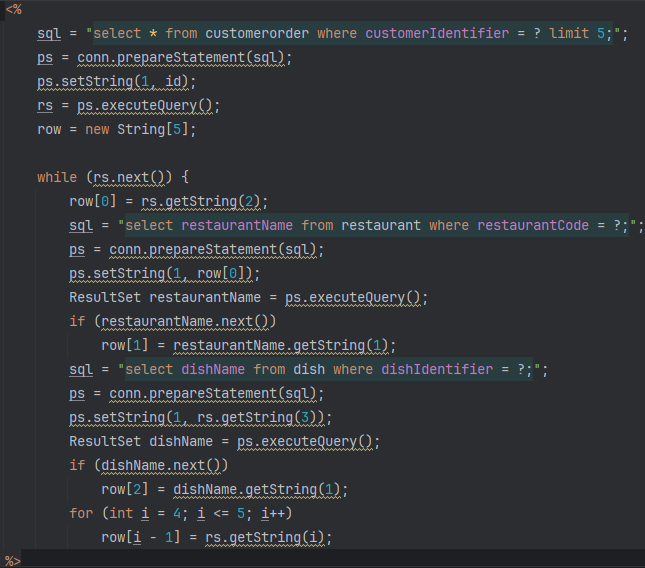 <%
    sql = "select * from customerorder where customerIdentifier = ? limit 5;";
    ps = conn.prepareStatement(sql);
    ps.setString(1, id);
    rs = ps.executeQuery();
    row = new String[5];

    while (rs.next()) {
        row[0] = rs.getString(2);
        sql = "select restaurantName from restaurant where restaurantCode = ?;";
        ps = conn.prepareStatement(sql);
        ps.setString(1, row[0]);
        ResultSet restaurantName = ps.executeQuery();
        if (restaurantName.next())
            row[1] = restaurantName.getString(1);
        sql = "select dishName from dish where dishIdentifier = ?;";
        ps = conn.prepareStatement(sql);
        ps.setString(1, rs.getString(3));
        ResultSet dishName = ps.executeQuery();
        if (dishName.next())
            row[2] = dishName.getString(1);
        for (int i = 4; i <= 5; i++)
            row[i - 1] = rs.getString(i);
%>